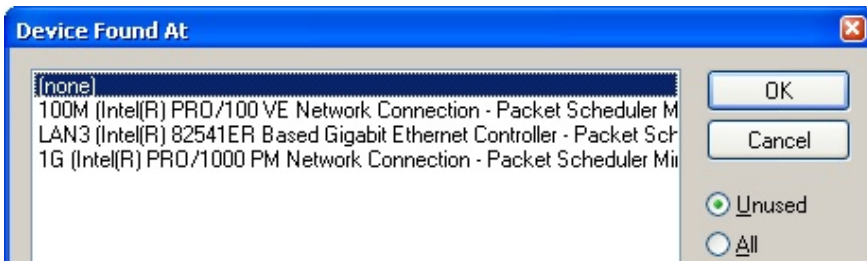 Device Found At
(none)
100M (Intel(R) PRO/100 VE Network Connection - Packet Scheduler M
LAN3 (Intel(R) 82541ER Based Gigabit Ethernet Controller - Packet Sch
1G (Intel(R) PRO/1000 PM Network Connection - Packet Scheduler Mi
OK
Cancel
Unused
All